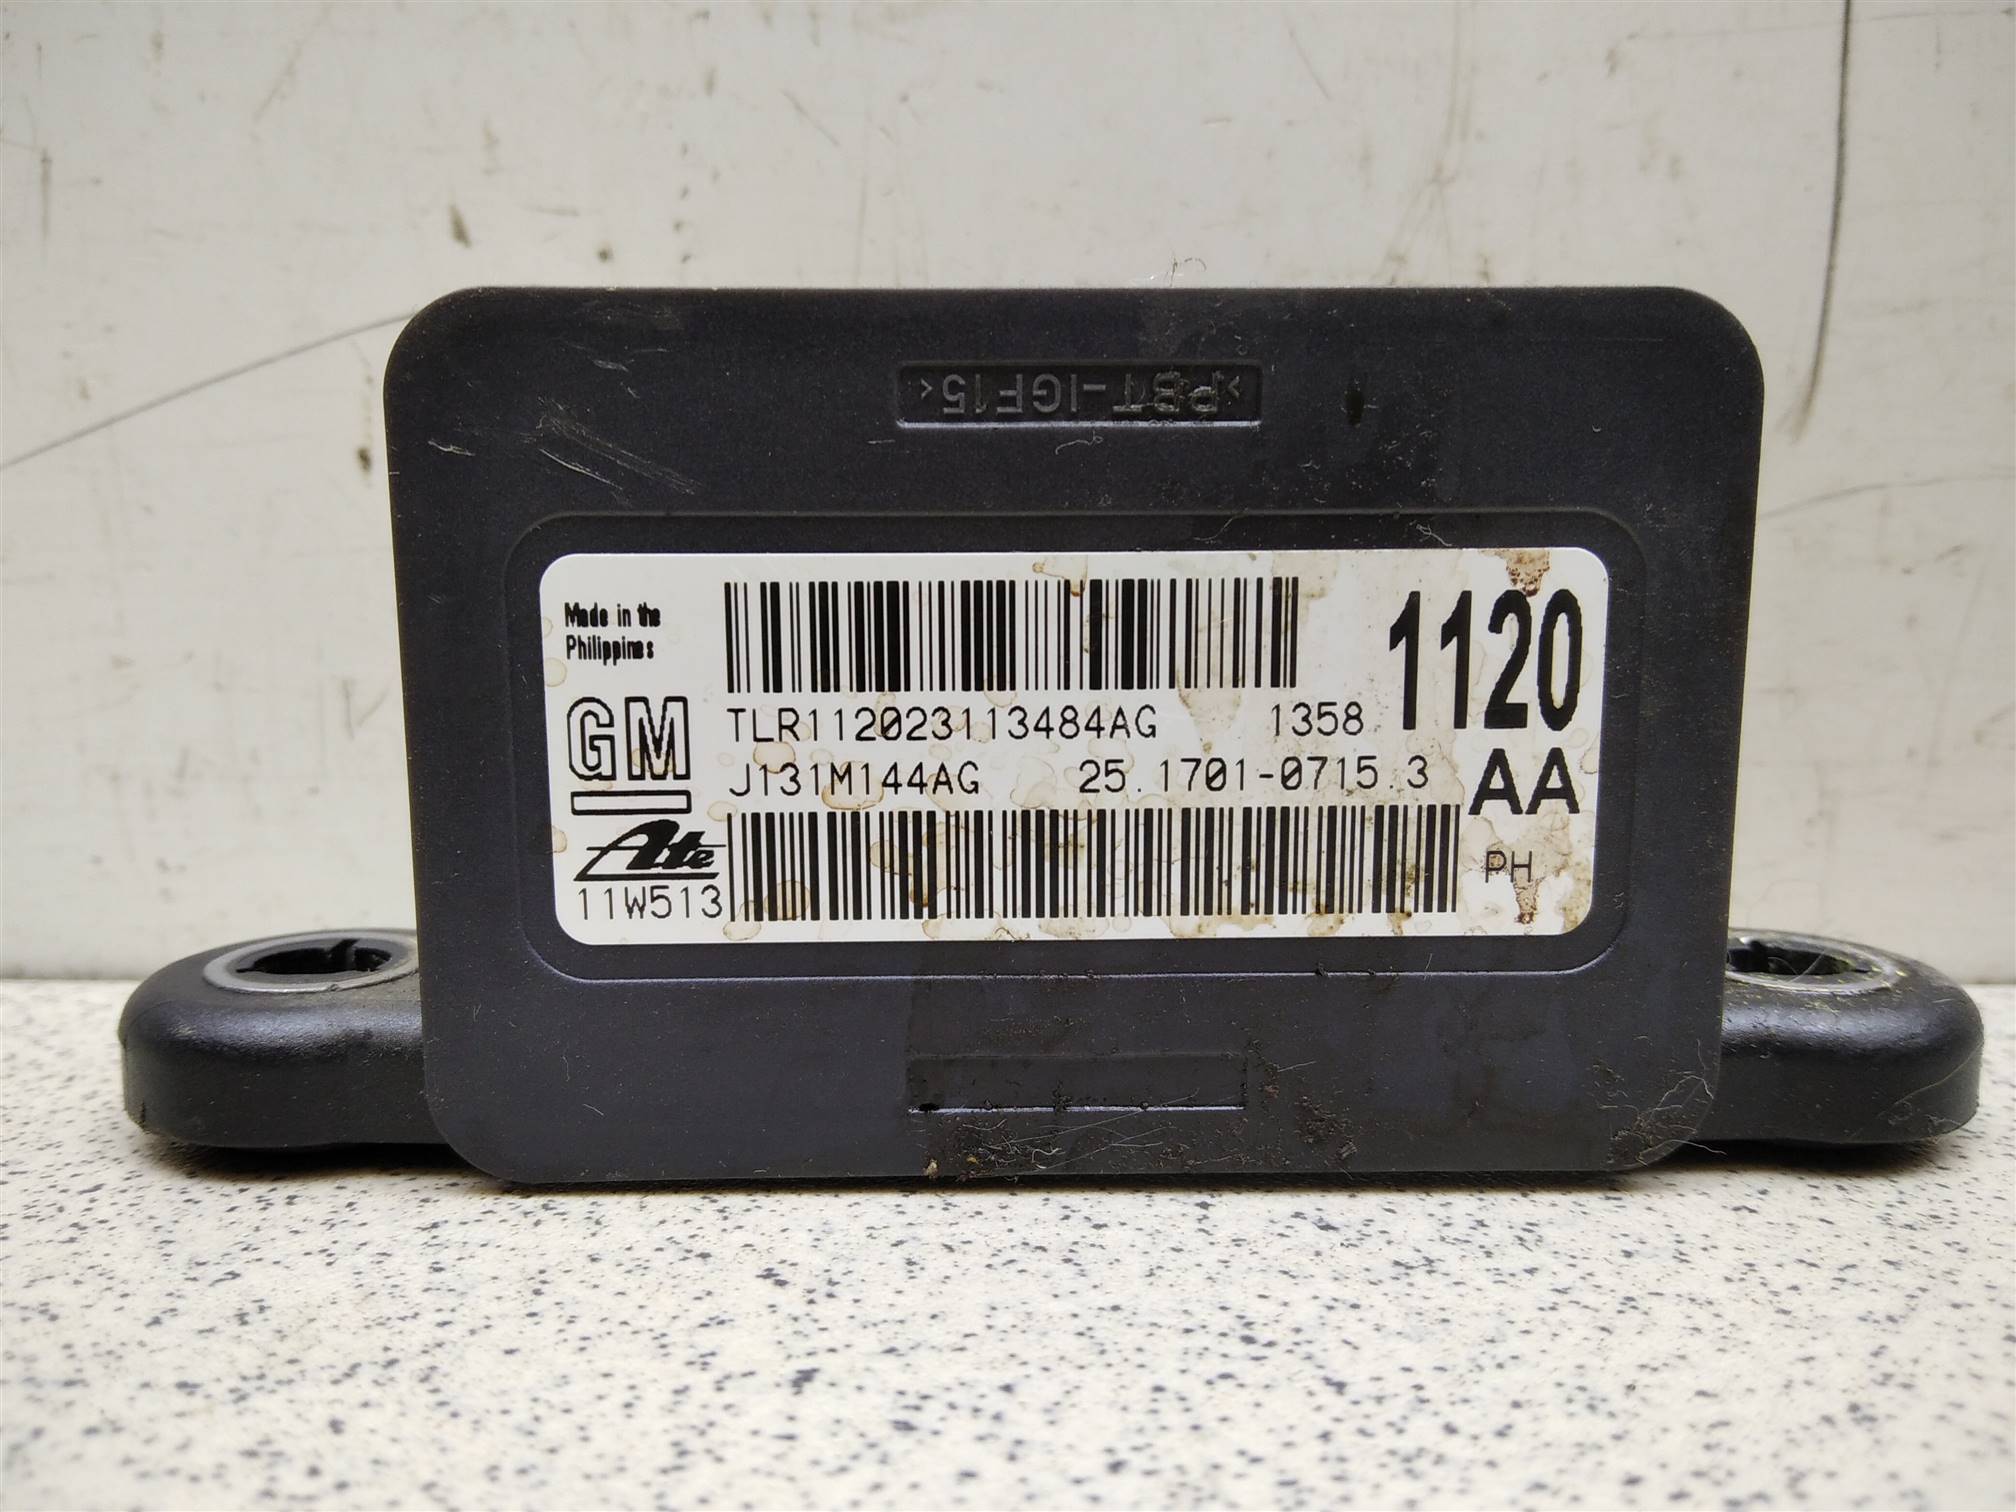 >PBT-IGF15<
Made in the
Philippines
GM
TLR112023113484AG 1358
1120
J131M144AG 25.1701-0715.3
AA
Ate
11W513
PH